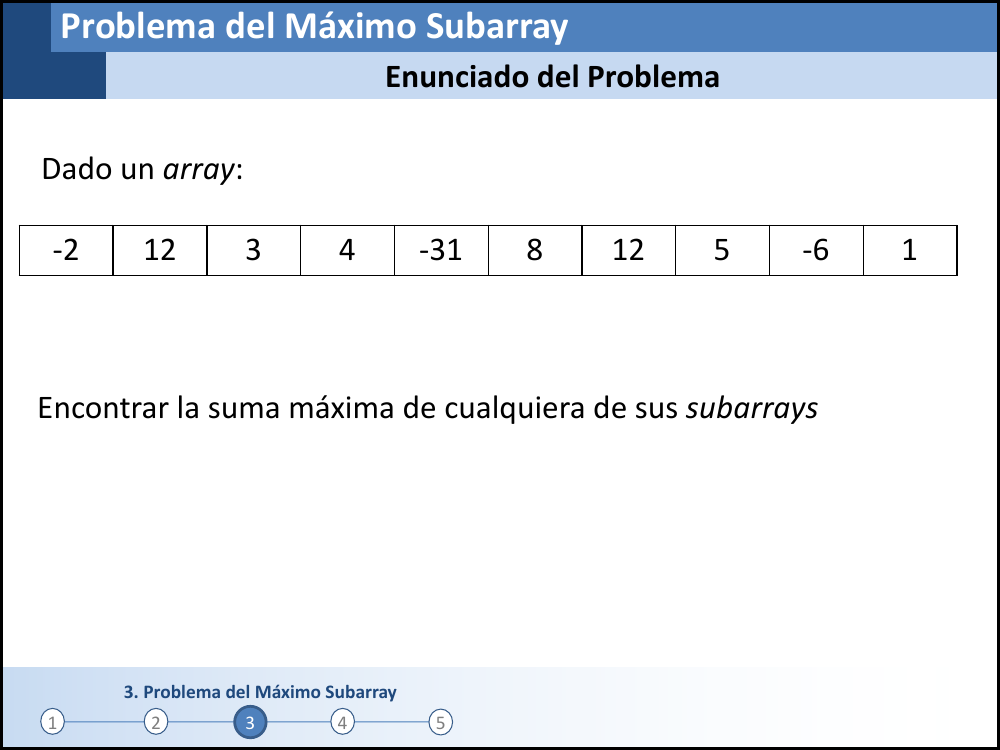 Problema del Máximo Subarray
Enunciado del Problema
Dado un array:
-2 12 3 4 -31 8 12 5 -6 1
Encontrar la suma máxima de cualquiera de sus subarrays
3. Problema del Máximo Subarray
1 2 3 4 5